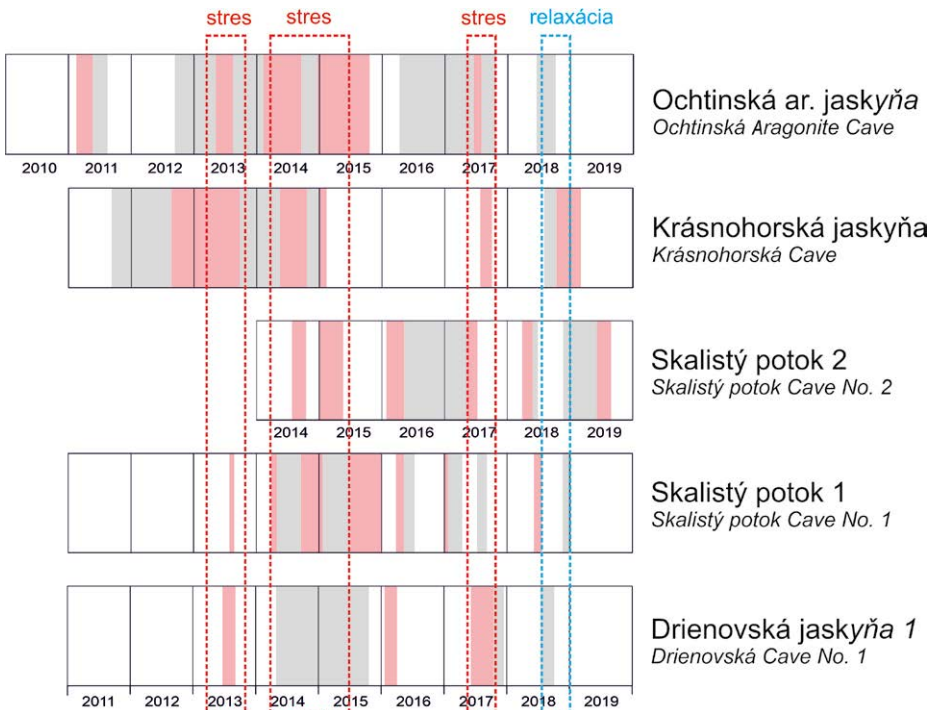 stres stres stres relaxácia
Ochtinská ar. jaskyňa
Ochtinská Aragonite Cave
2010 2011 2012 2013 2014 2015 2016 2017 2018 2019
Krásnohorská jaskyňa
Krásnohorská Cave
Skalistý potok 2
Skalistý potok Cave No. 2
2014 2015 2016 2017 2018 2019
Skalistý potok 1
Skalistý potok Cave No. 1
Drienovská jaskyňa 1
Drienovská Cave No. 1
2011 2012 2013 2014 2015 2016 2017 2018 2019